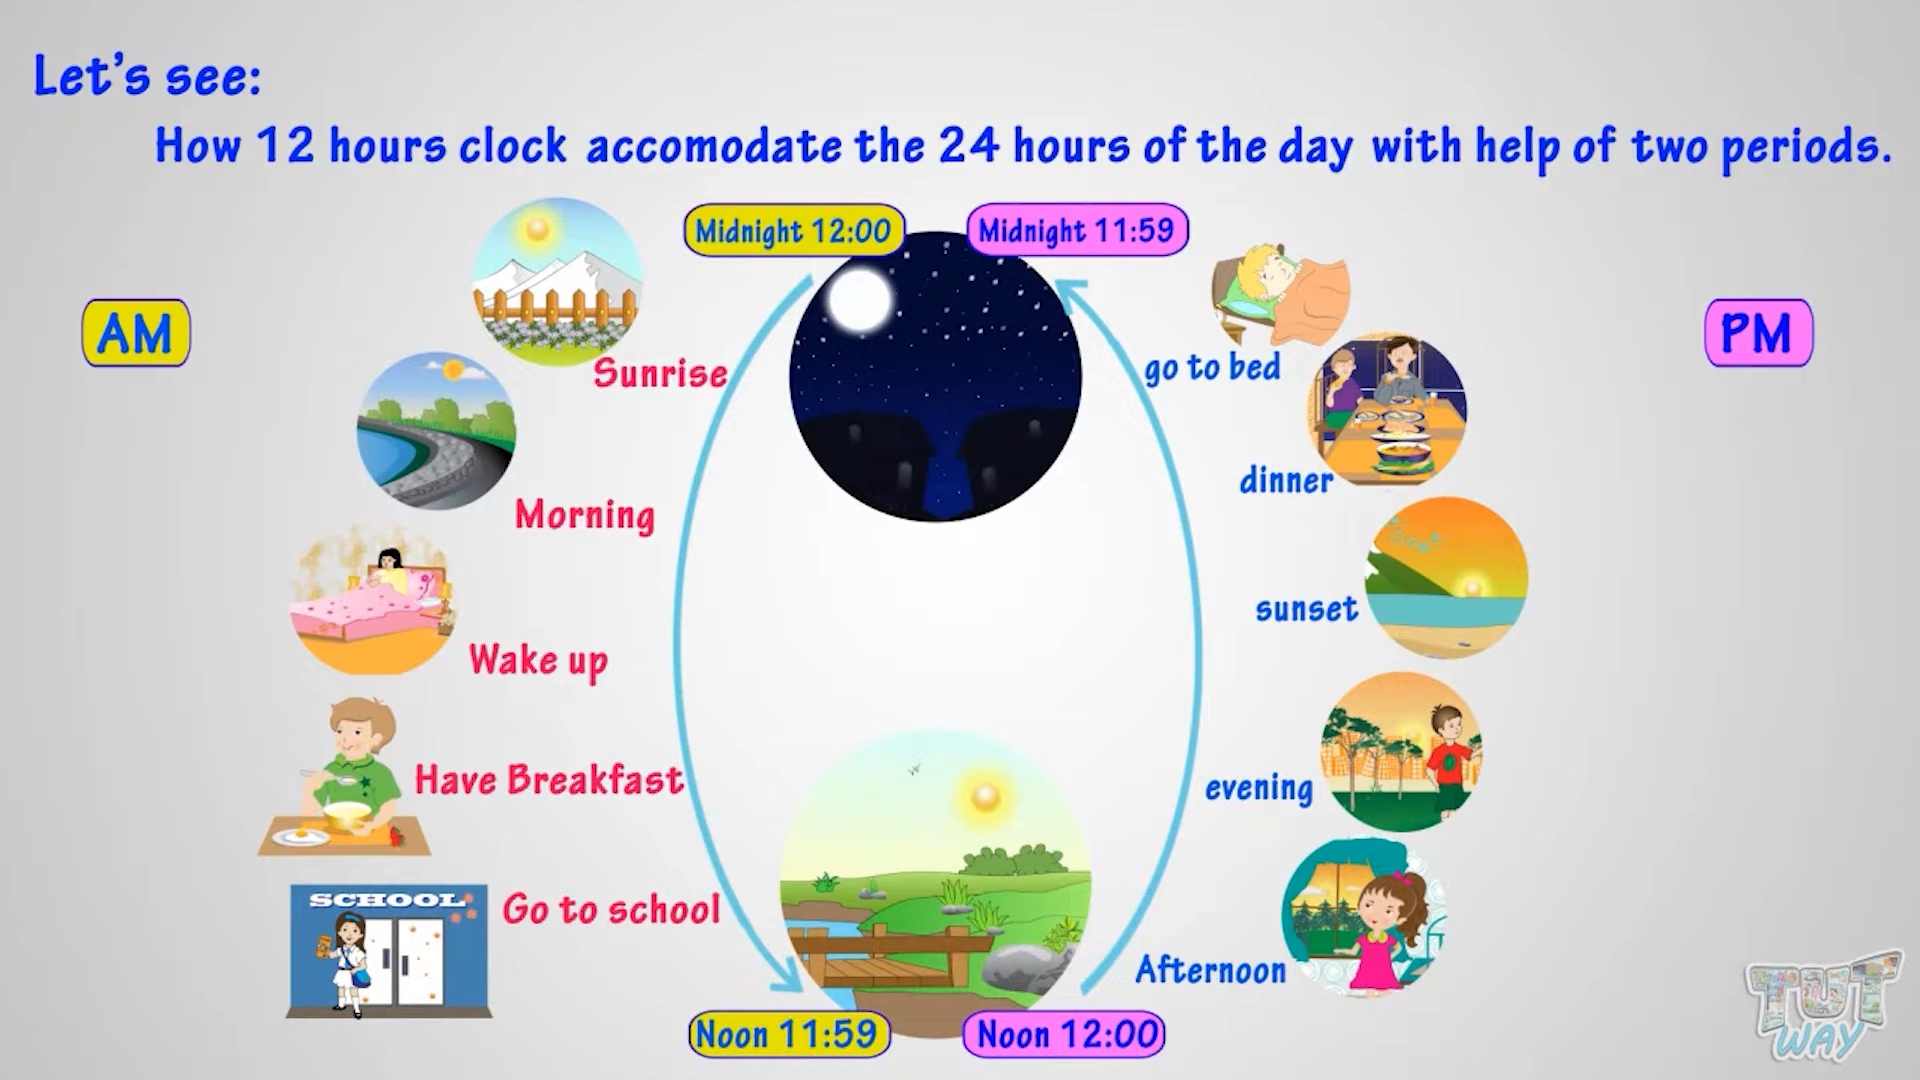 Let's see:
How 12 hours clock accomodate the 24 hours of the day with help of two periods.
Midnight 12:00
Midnight 11:59
AM
PM
Sunrise
go to bed
Morning
dinner
Wake up
sunset
Have Breakfast
evening
SCHOOL
Go to school
Afternoon
Noon 11:59
Noon 12:00
TUT
WAY